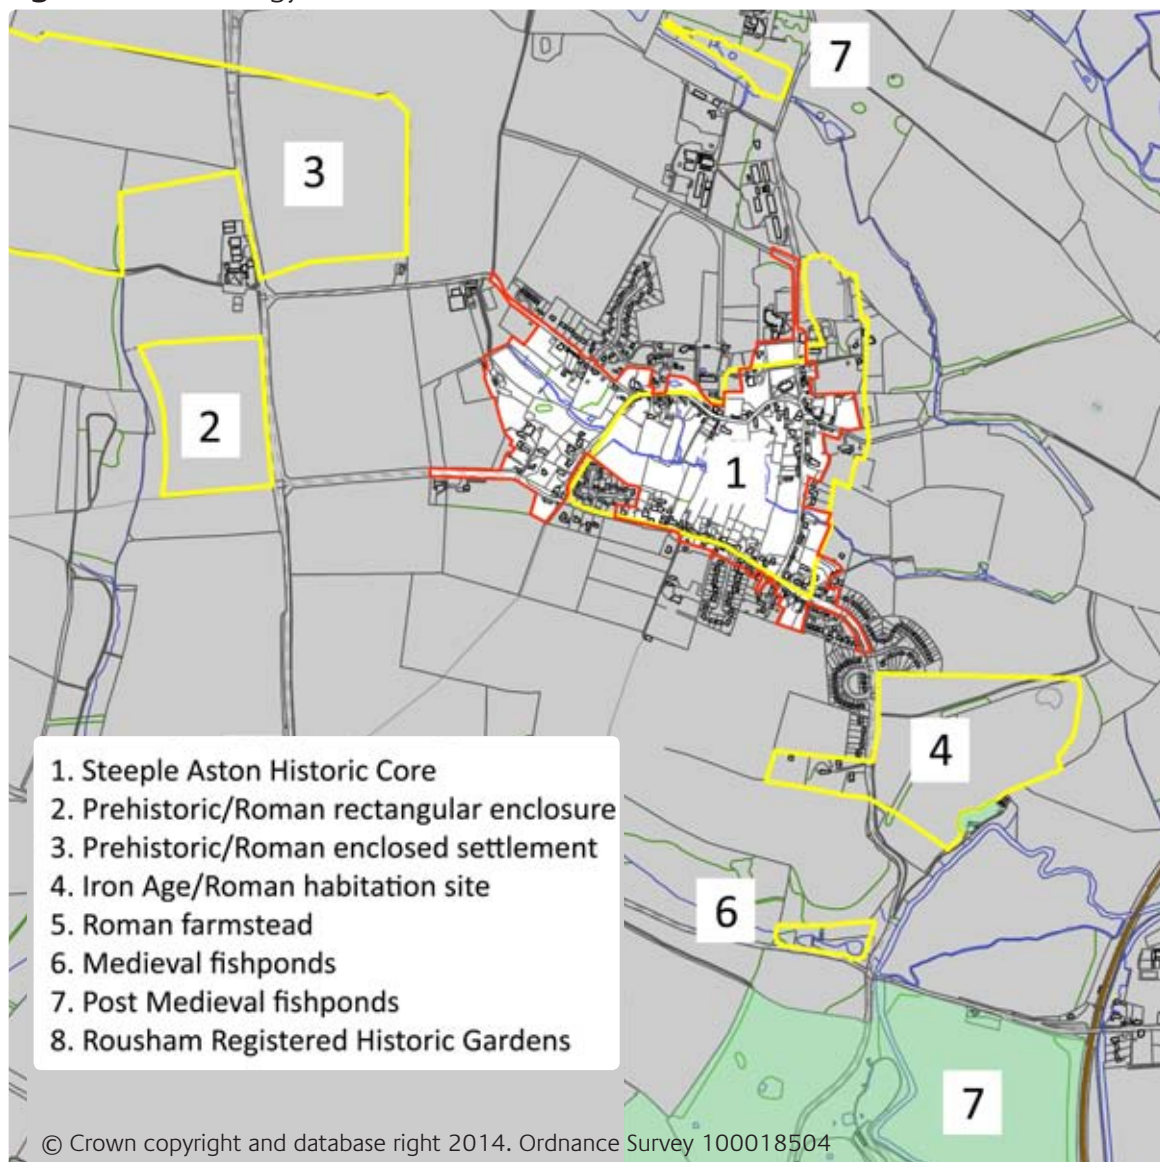 7
3
2
1
4
6
1. Steeple Aston Historic Core
2. Prehistoric/Roman rectangular enclosure
3. Prehistoric/Roman enclosed settlement
4. Iron Age/Roman habitation site
5. Roman farmstead
6. Medieval fishponds
7. Post Medieval fishponds
8. Rousham Registered Historic Gardens
7
© Crown copyright and database right 2014. Ordnance Survey 100018504